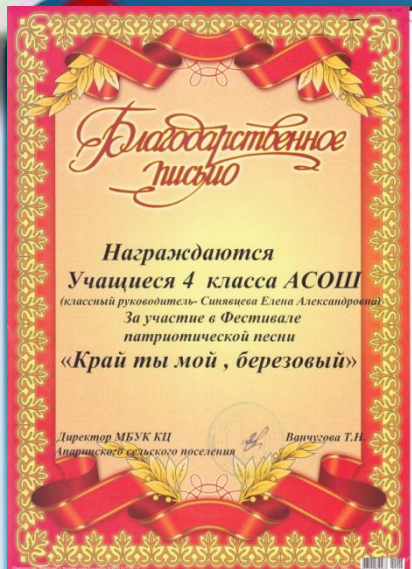 Благодарственное
письмо
Награждаются
Учащиеся 4 класса АСОШ
(классный руководитель- Синявцева Елена Александровна)
За участие в Фестивале
патриотической песни
«Край ты мой , березовый»
Директор МБУК КЦ Ванчугова Т.Н.
Апаринского сельского поселения